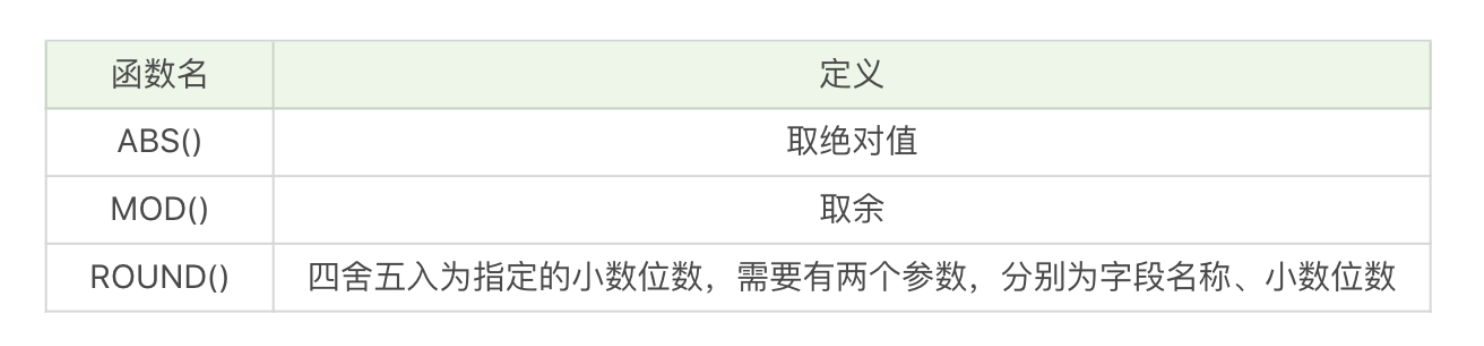 函数名 定义
ABS() 取绝对值
MOD() 取余
ROUND() 四舍五入为指定的小数位数，需要有两个参数，分别为字段名称、小数位数